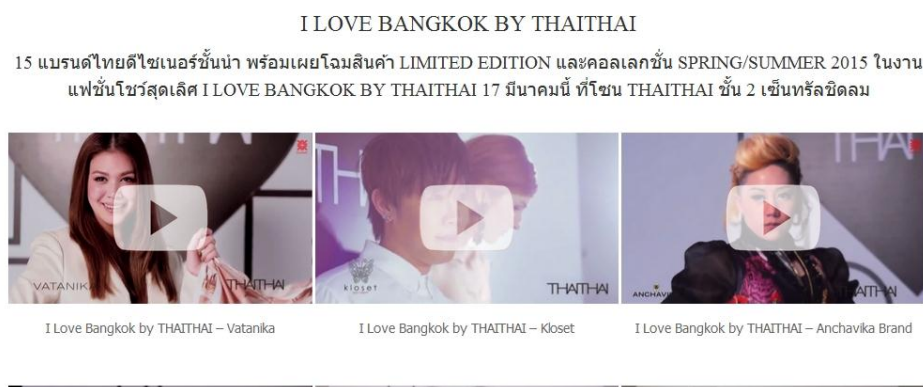 I LOVE BANGKOK BY THAITHAI
15 แบรนด์ไทยดีไซเนอร์ชั้นนำ พร้อมเผยโฉมสินค้า LIMITED EDITION และคอลเลกชั่น SPRING/SUMMER 2015 ในงาน
แฟชั่นโชว์สุดเลิศ I LOVE BANGKOK BY THAITHAI 17 มีนาคมนี้ ที่โซน THAITHAI ชั้น 2 เซ็นทรัลชิดลม
VATANIKA THAITHAI
kloset THAITHAI
I Love Bangkok by THAITHAI – Vatanika
I Love Bangkok by THAITHAI – Kloset
I Love Bangkok by THAITHAI – Anchavika Brand